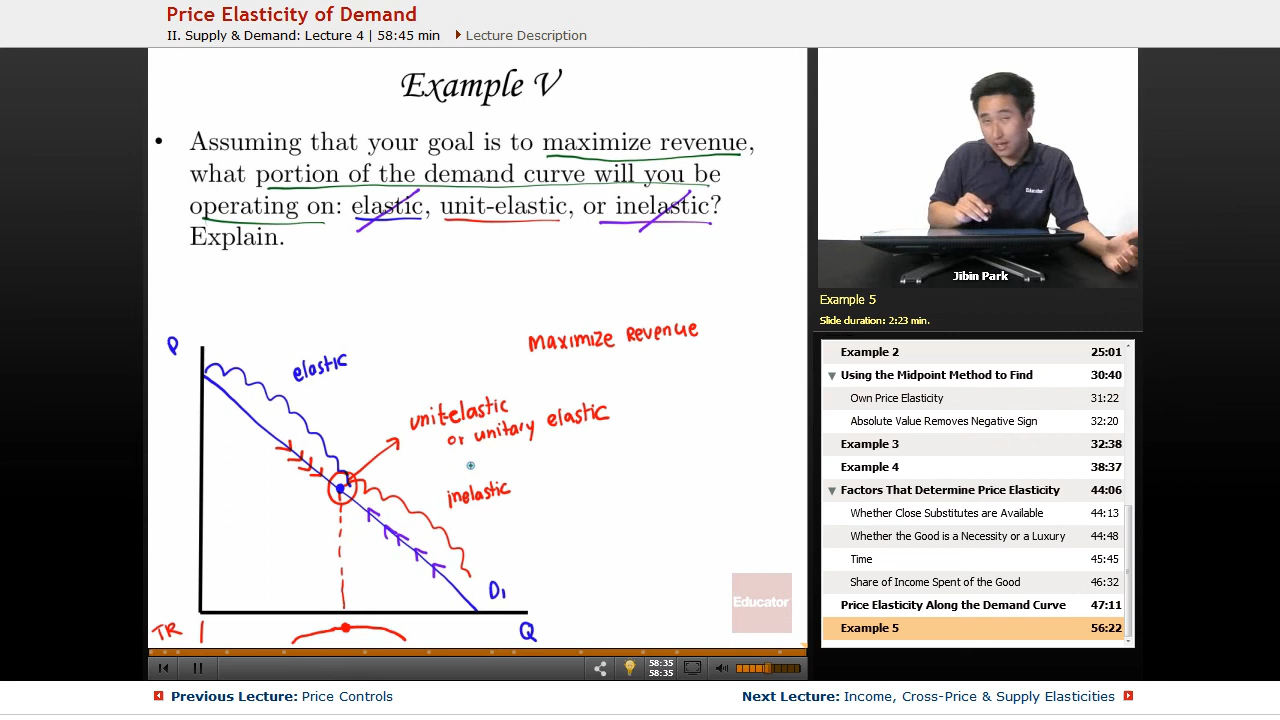 Price Elasticity of Demand
II. Supply & Demand: Lecture 4 | 58:45 min
Lecture Description
Example V
• Assuming that your goal is to maximize revenue,
what portion of the demand curve will you be
operating on: elastic, unit-elastic, or inelastic?
Explain.
maximize revenue
P
elastic
unit-elastic
or unitary elastic
inelastic
D1
Q
TR
Educator
Educator
Jibin Park
Example 5
Slide duration: 2:23 min.
Example 2 25:01
Using the Midpoint Method to Find 30:40
Own Price Elasticity 31:22
Absolute Value Removes Negative Sign 32:20
Example 3 32:38
Example 4 38:37
Factors That Determine Price Elasticity 44:06
Whether Close Substitutes are Available 44:13
Whether the Good is a Necessity or a Luxury 44:48
Time 45:45
Share of Income Spent of the Good 46:32
Price Elasticity Along the Demand Curve 47:11
Example 5 56:22
58:35
58:35
Previous Lecture: Price Controls
Next Lecture: Income, Cross-Price & Supply Elasticities